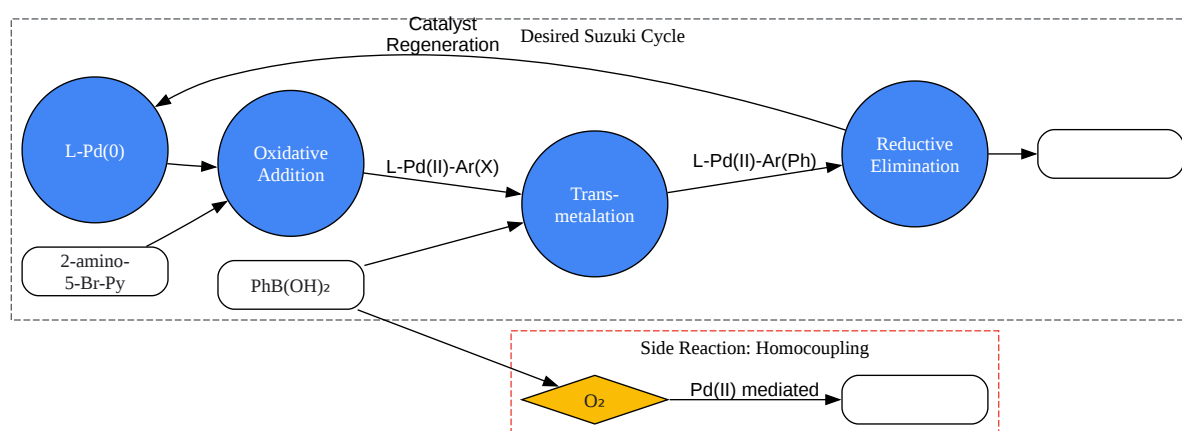 Catalyst
Regeneration
Desired Suzuki Cycle
L-Pd(0)
Oxidative
Addition
L-Pd(II)-Ar(X)
Trans-
metalation
L-Pd(II)-Ar(Ph)
Reductive
Elimination
2-amino-
5-Br-Py
PhB(OH)₂
Side Reaction: Homocoupling
O₂
Pd(II) mediated